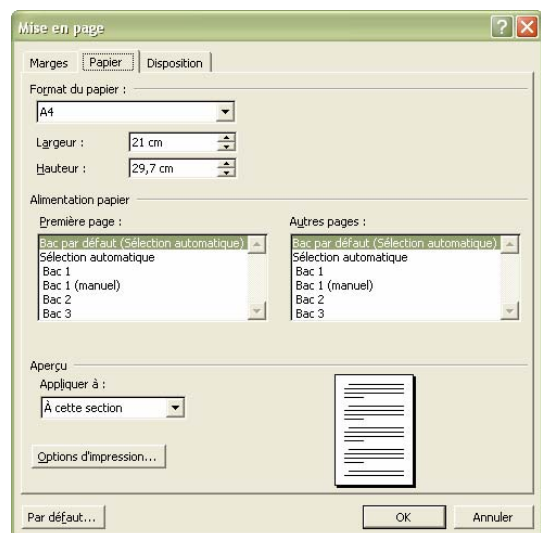 Mise en page
Marges Papier Disposition
Format du papier :
A4
Largeur : 21 cm
Hauteur : 29,7 cm
Alimentation papier
Première page : Autres pages :
Bac par défaut (Sélection automatique) Bac par défaut (Sélection automatique)
Sélection automatique Sélection automatique
Bac 1 Bac 1
Bac 1 (manuel) Bac 1 (manuel)
Bac 2 Bac 2
Bac 3 Bac 3
Aperçu
Appliquer à :
À cette section
Options d'impression...
Par défaut... OK Annuler